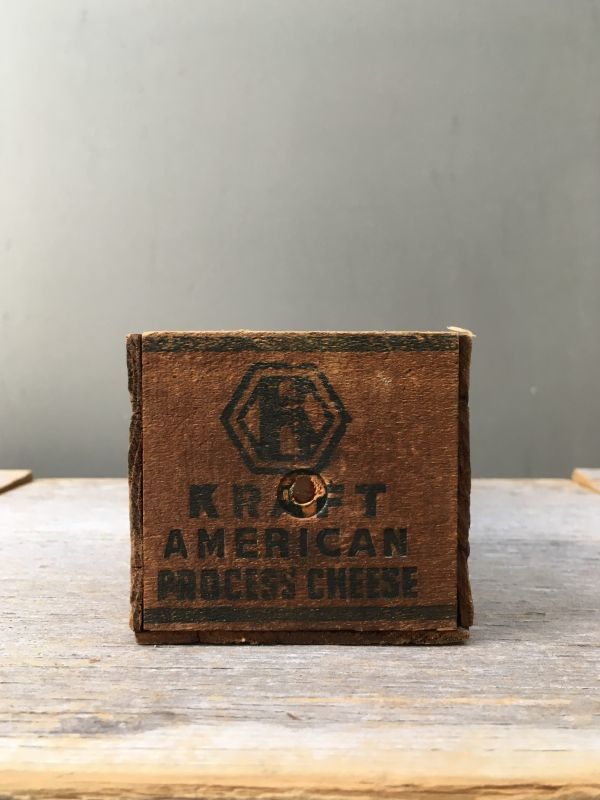 K
KRAFT
AMERICAN
PROCESS CHEESE